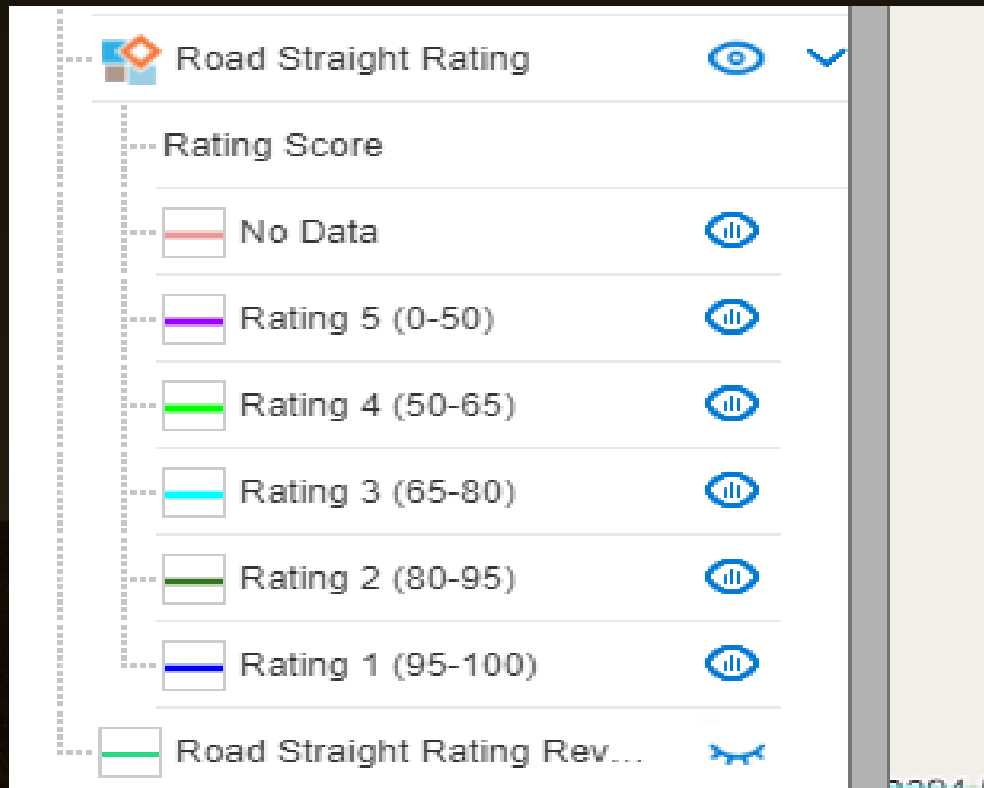 Road Straight Rating
Rating Score
No Data
Rating 5 (0-50)
Rating 4 (50-65)
Rating 3 (65-80)
Rating 2 (80-95)
Rating 1 (95-100)
Road Straight Rating Rev...